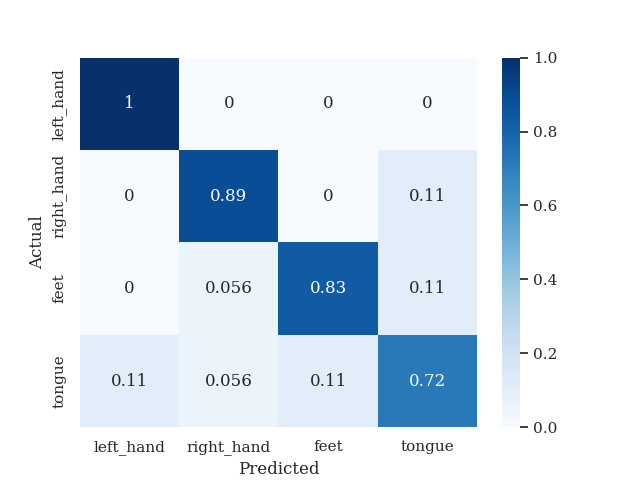 left_hand 1 0 0 0
right_hand 0 0.89 0 0.11
feet 0 0.056 0.83 0.11
tongue 0.11 0.056 0.11 0.72
left_hand right_hand feet tongue
Predicted
Actual
1.0
0.8
0.6
0.4
0.2
0.0